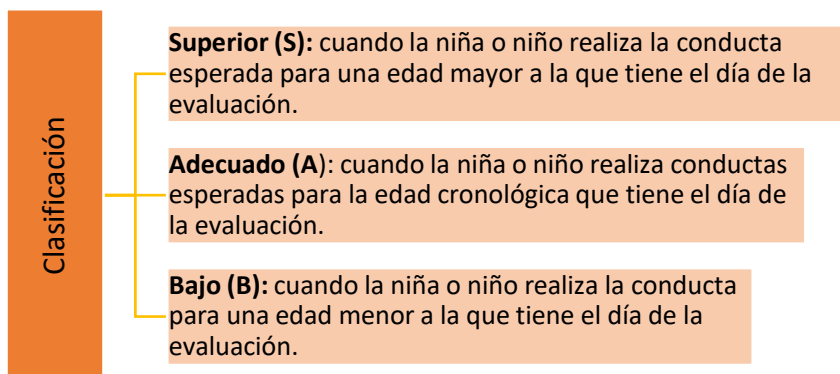 Clasificación
Superior (S): cuando la niña o niño realiza la conducta
esperada para una edad mayor a la que tiene el día de la
evaluación.
Adecuado (A): cuando la niña o niño realiza conductas
esperadas para la edad cronológica que tiene el día de
la evaluación.
Bajo (B): cuando la niña o niño realiza la conducta
para una edad menor a la que tiene el día de la
evaluación.